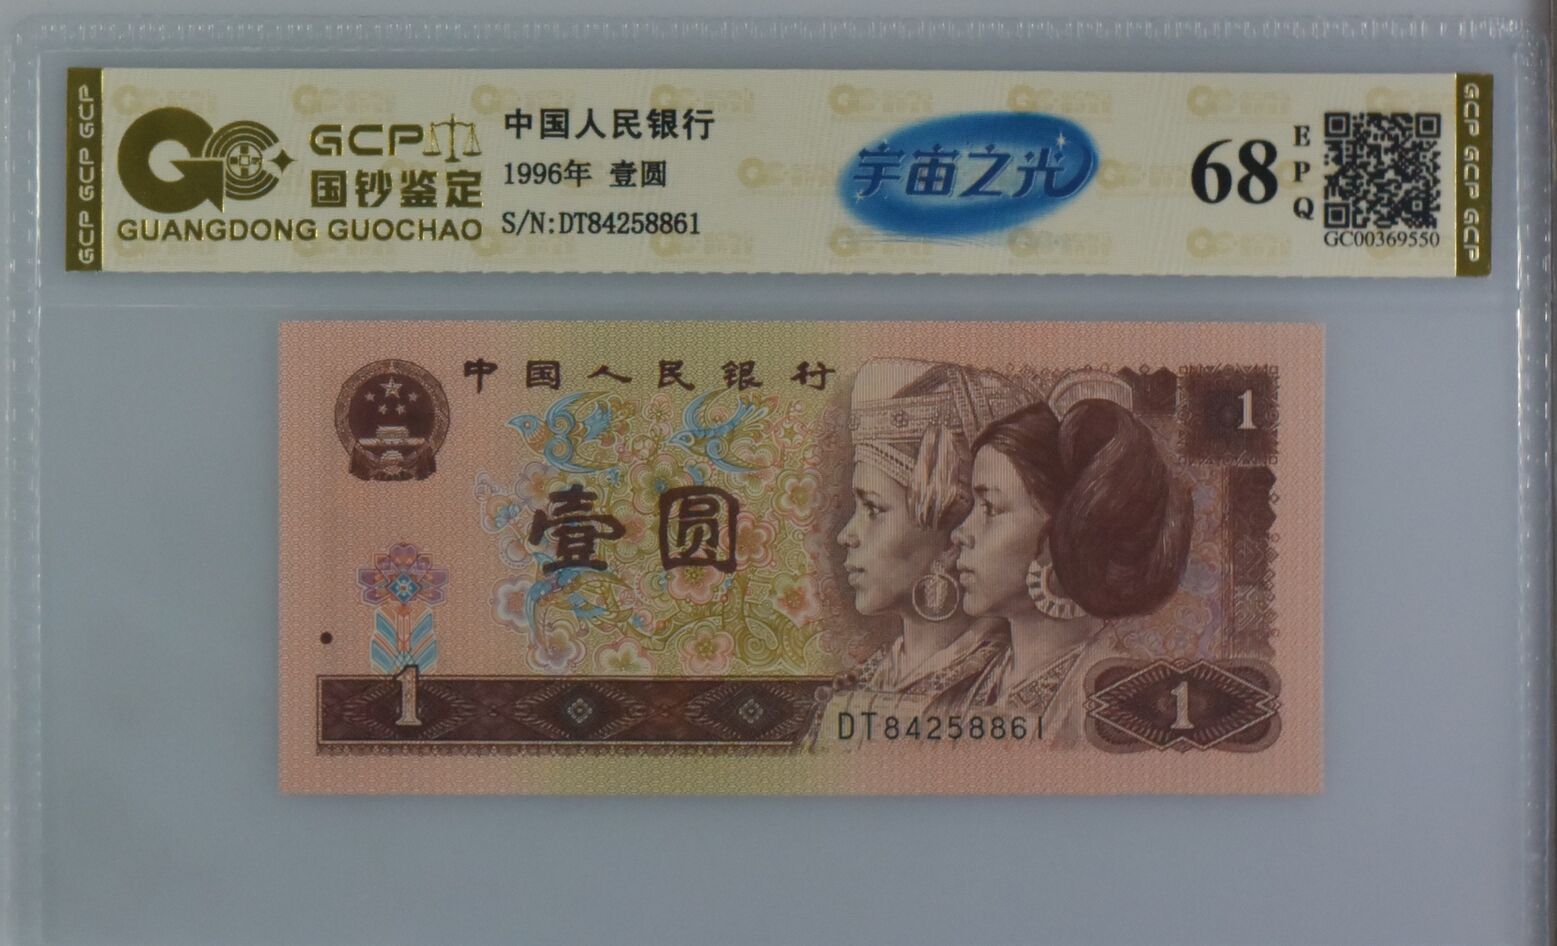 GCP GCP GCP
GCP
国钞鉴定
GUANGDONG GUOCHAO
中国人民银行
1996年 壹圆
S/N:DT84258861
宇宙之光
68
EPQ
GC00369550
GCP GCP GCP
中国人民银行
1
壹圆
1
DT84258861
1